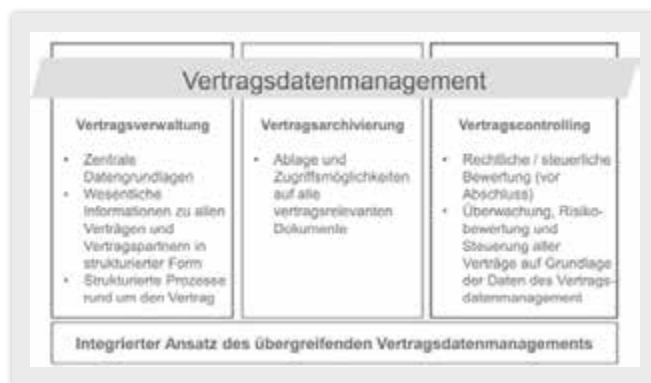 Vertragsdatenmanagement
Vertragsverwaltung
• Zentrale
Datengrundlagen
• Wesentliche
Informationen zu allen
Verträgen und
Vertragspartnern in
strukturierter Form
• Strukturierte Prozesse
rund um den Vertrag
Vertragsarchivierung
• Ablage und
Zugriffsmöglichkeiten
auf alle
vertragsrelevanten
Dokumente
Vertragscontrolling
• Rechtliche / steuerliche
Bewertung (vor
Abschluss)
• Überwachung, Risiko-
bewertung und
Steuerung aller
Verträge auf Grundlage
der Daten des Vertrags-
datenmanagement
Integrierter Ansatz des übergreifenden Vertragsdatenmanagements